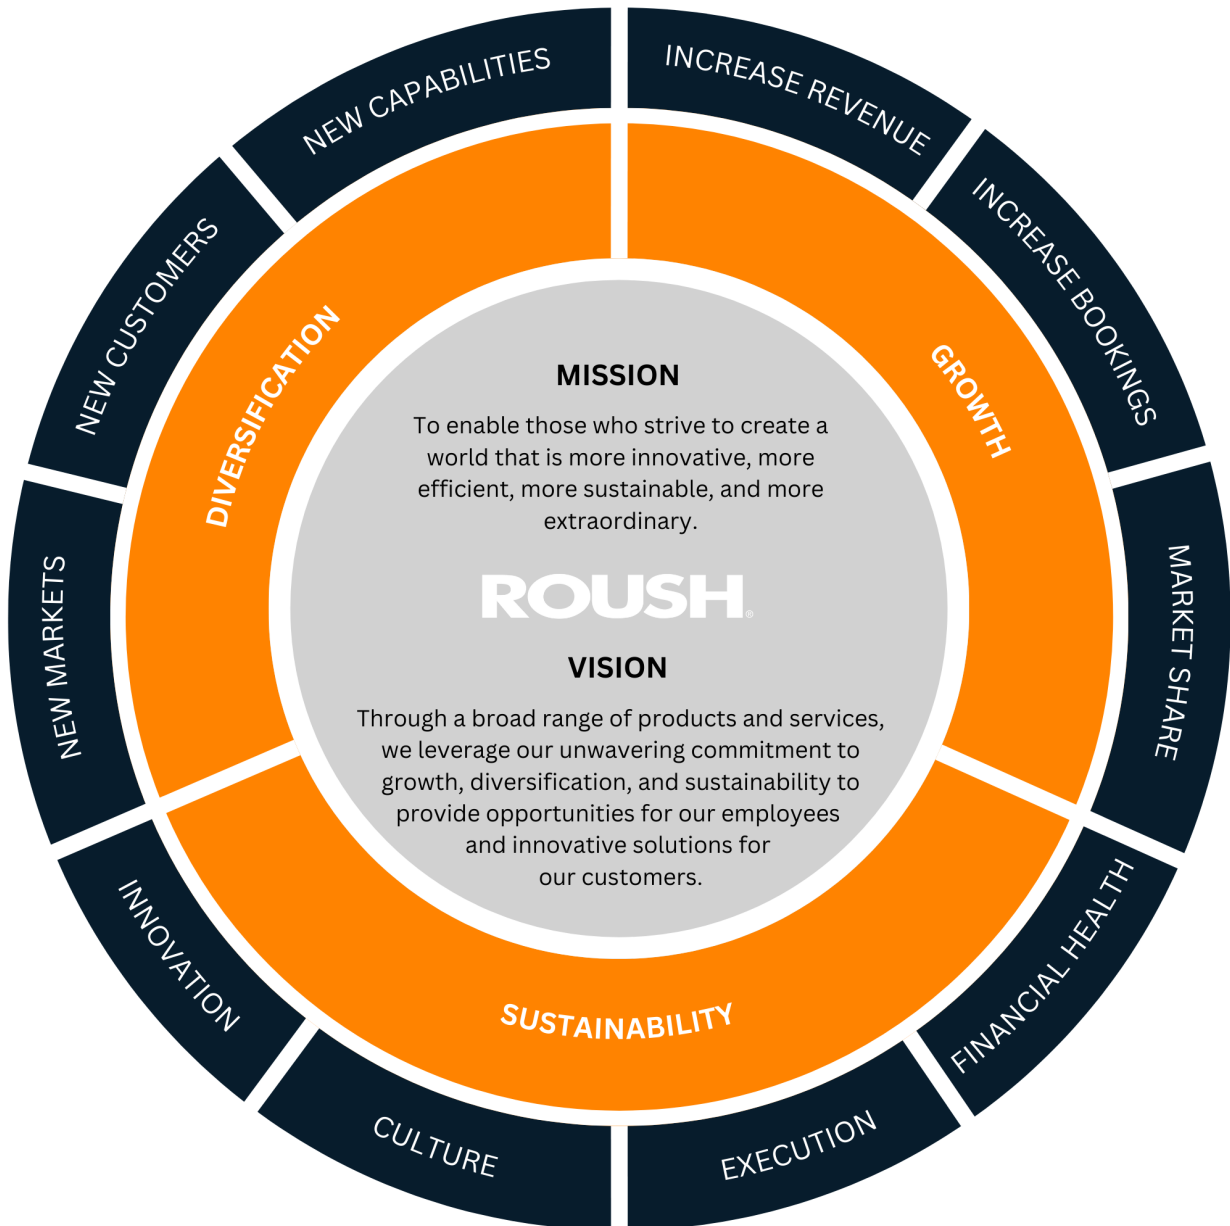 NEW CAPABILITIES
INCREASE REVENUE
NEW CUSTOMERS
INCREASE BOOKINGS
DIVERSIFICATION
GROWTH
MISSION
To enable those who strive to create a
world that is more innovative, more
efficient, more sustainable, and more
extraordinary.
ROUSH®
NEW MARKETS
MARKET SHARE
VISION
Through a broad range of products and services,
we leverage our unwavering commitment to
growth, diversification, and sustainability to
provide opportunities for our employees
and innovative solutions for
our customers.
INNOVATION
FINANCIAL HEALTH
SUSTAINABILITY
CULTURE
EXECUTION